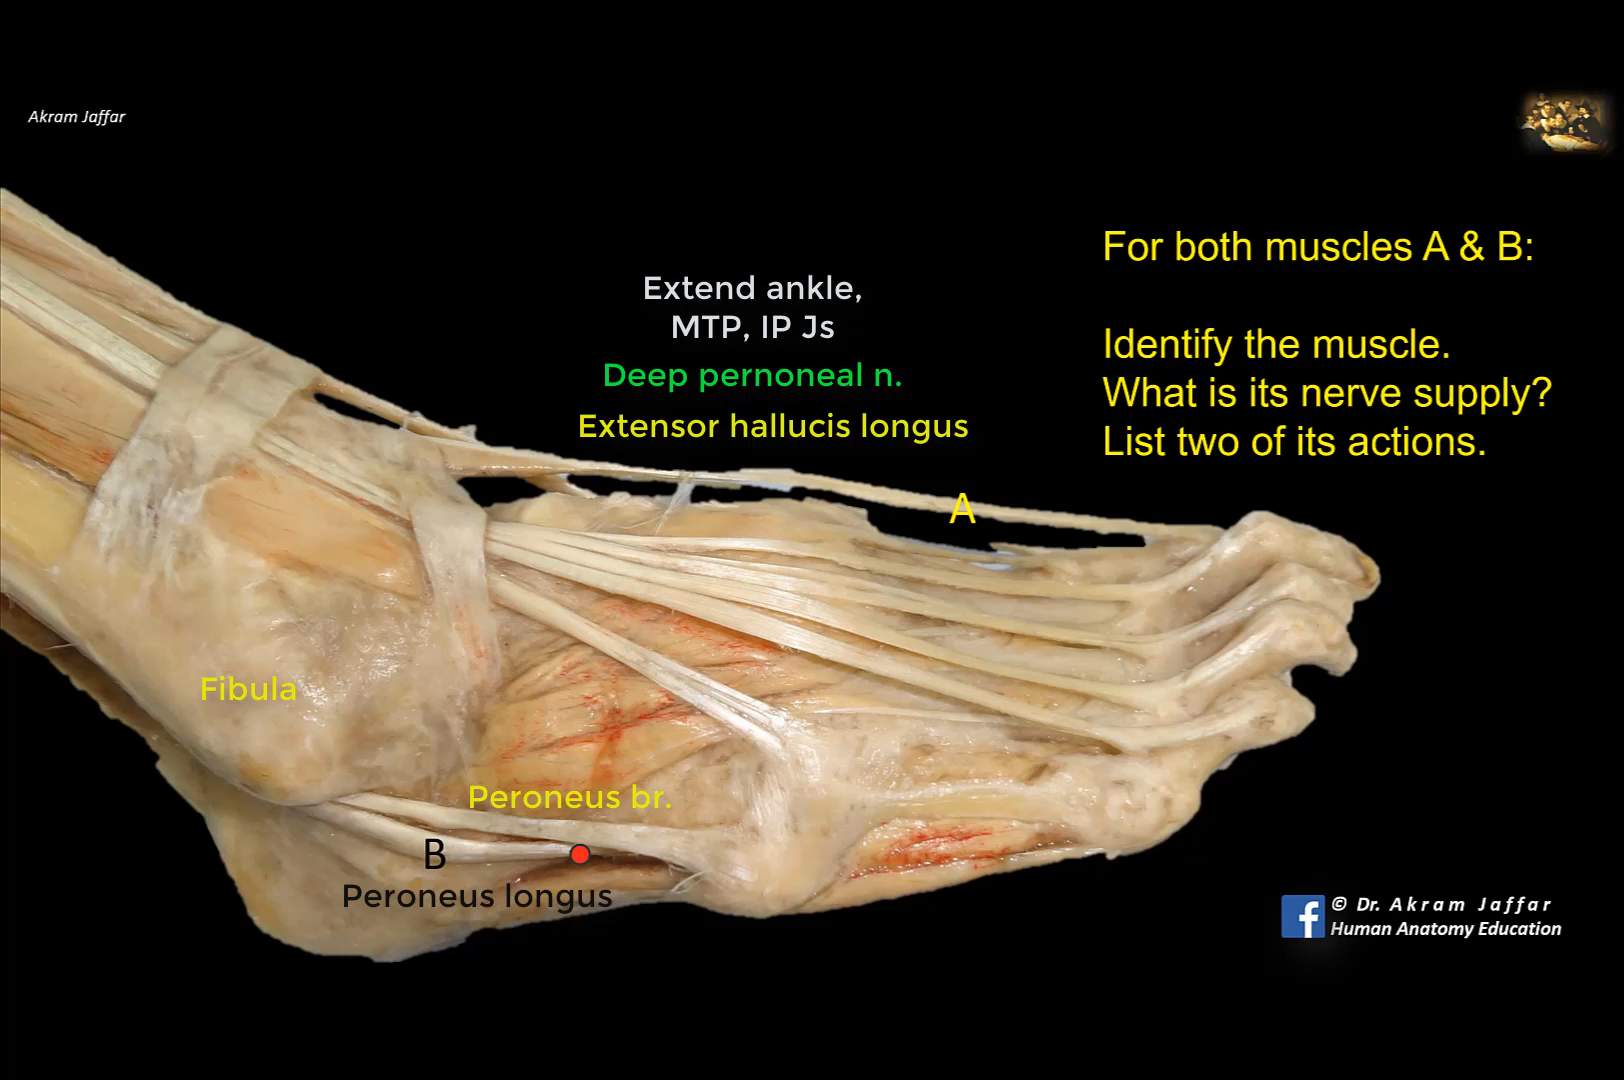 Akram Jaffar
For both muscles A & B:
Identify the muscle.
What is its nerve supply?
List two of its actions.
Extend ankle,
MTP, IP Js
Deep pernoneal n.
Extensor hallucis longus
A
Fibula
Peroneus br.
B
Peroneus longus
f
© Dr. Akram Jaffar
Human Anatomy Education